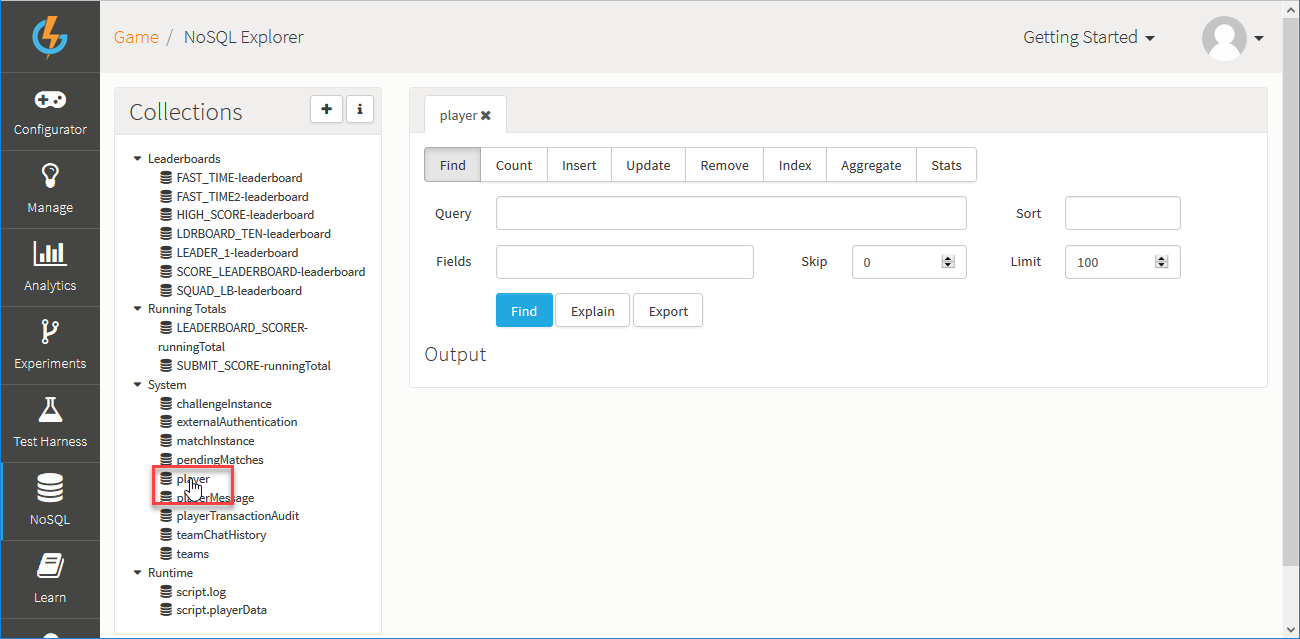 Game / NoSQL Explorer
Getting Started
Configurator
Manage
Analytics
Experiments
Test Harness
NoSQL
Learn
Collections
Leaderboards
FAST_TIME-leaderboard
FAST_TIME2-leaderboard
HIGH_SCORE-leaderboard
LDRBOARD_TEN-leaderboard
LEADER_1-leaderboard
SCORE_LEADERBOARD-leaderboard
SQUAD_LB-leaderboard
Running Totals
LEADERBOARD_SCORER-
runningTotal
SUBMIT_SCORE-runningTotal
System
challengeInstance
externalAuthentication
matchInstance
pendingMatches
player
playerMessage
playerTransactionAudit
teamChatHistory
teams
Runtime
script.log
script.playerData
player
Find Count Insert Update Remove Index Aggregate Stats
Query Sort
Fields Skip 0 Limit 100
Find Explain Export
Output